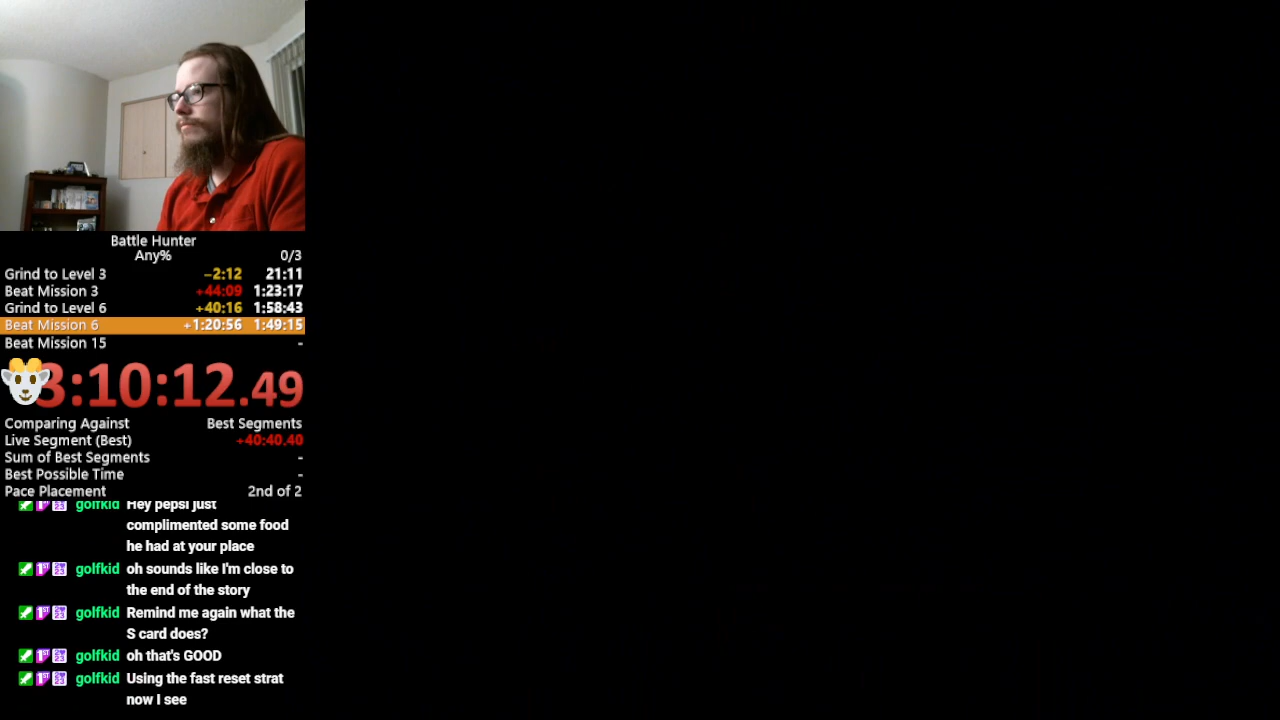 Battle Hunter
Any% 0/3
Grind to Level 3 −2:12 21:11
Beat Mission 3 +44:09 1:23:17
Grind to Level 6 +40:16 1:58:43
Beat Mission 6 +1:20:56 1:49:15
Beat Mission 15 -
3:10:12.49
Comparing Against Best Segments
Live Segment (Best) +40:40.40
Sum of Best Segments -
Best Possible Time -
Pace Placement 2nd of 2
golfkid Hey pepsi just
complimented some food
he had at your place
golfkid oh sounds like I'm close to
the end of the story
golfkid Remind me again what the
S card does?
golfkid oh that's GOOD
golfkid Using the fast reset strat
now I see